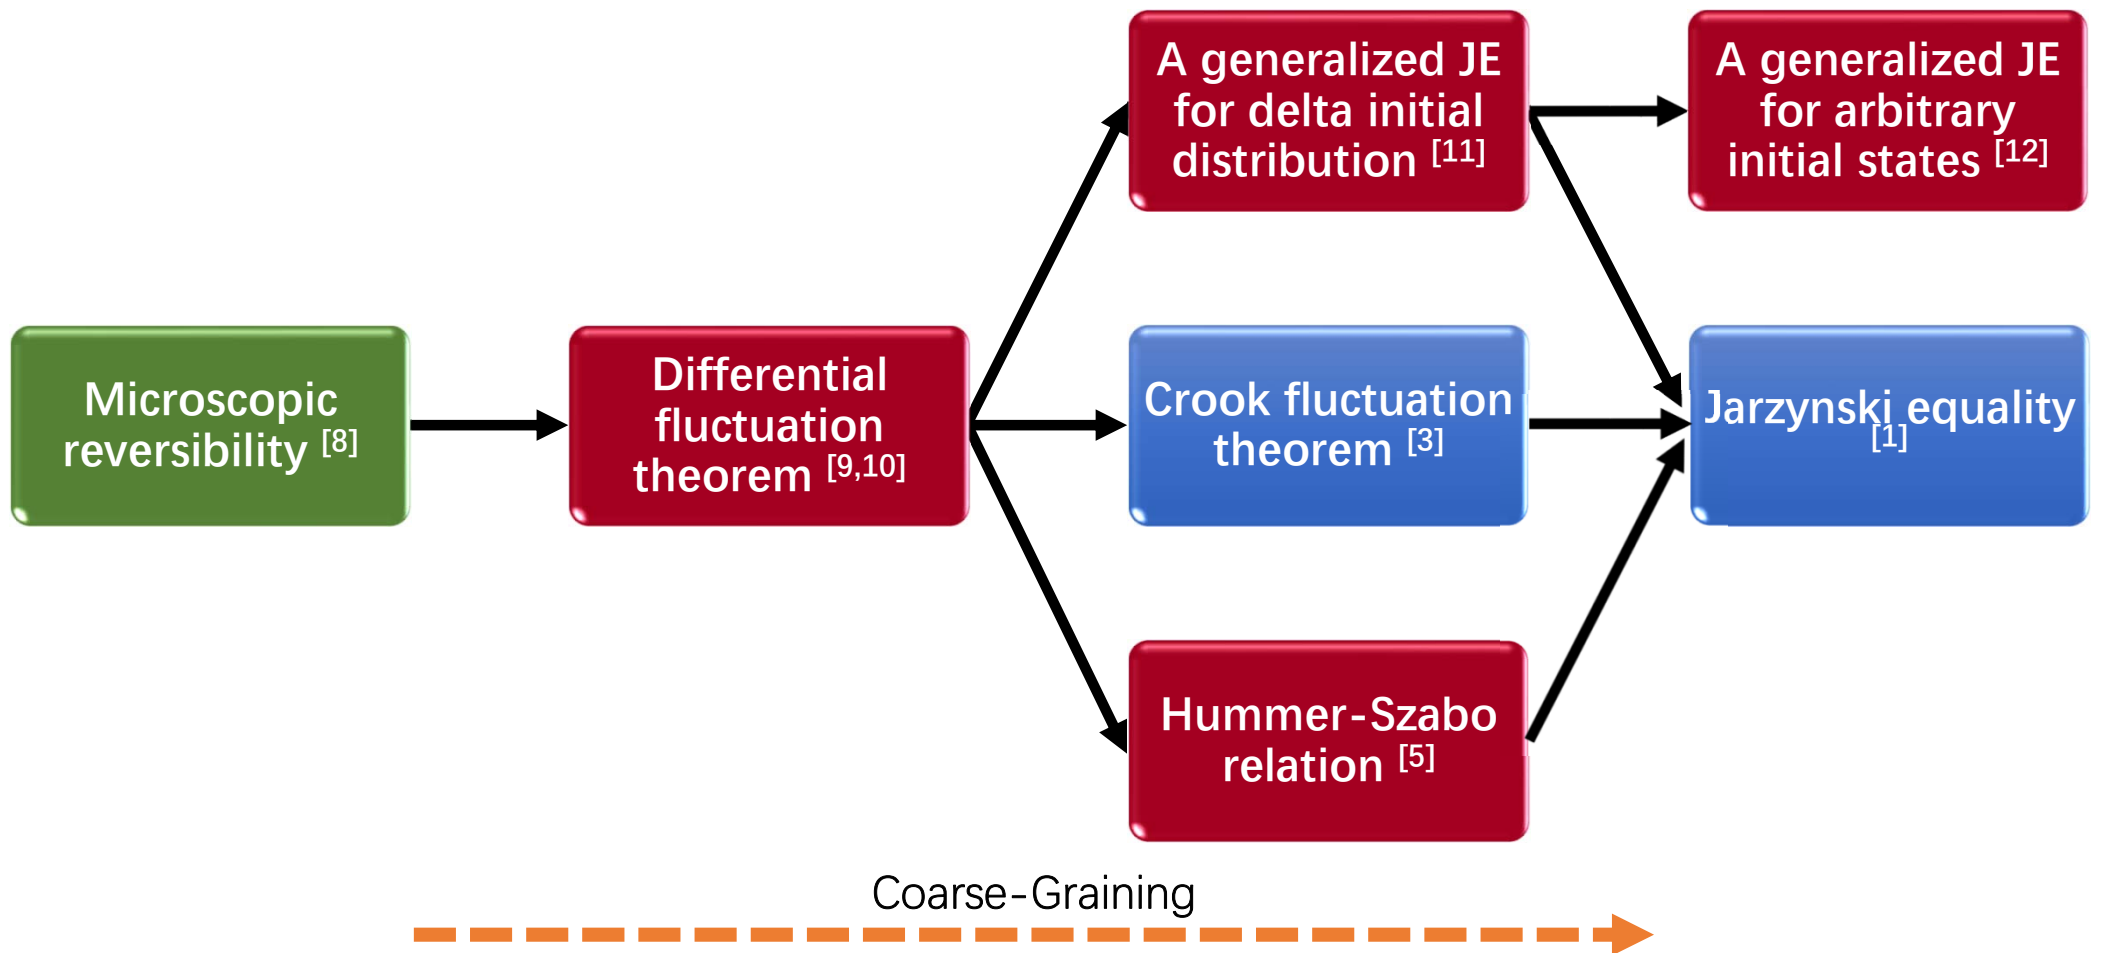 A generalized JE
for delta initial
distribution [11]
A generalized JE
for arbitrary
initial states [12]
Microscopic
reversibility [8]
Differential
fluctuation
theorem [9,10]
Crook fluctuation
theorem [3]
Jarzynski equality
[1]
Hummer-Szabo
relation [5]
Coarse-Graining